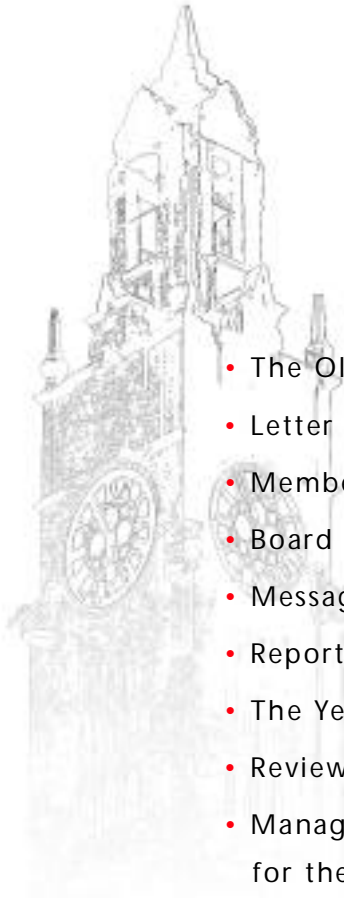 • The Ol
• Letter
• Membe
• Board
• Messag
• Report
• The Ye
• Review
• Manag
for the